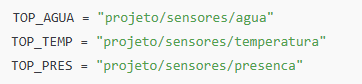 TOP_AGUA = "projeto/sensores/agua"
TOP_TEMP = "projeto/sensores/temperatura"
TOP_PRES = "projeto/sensores/presenca"